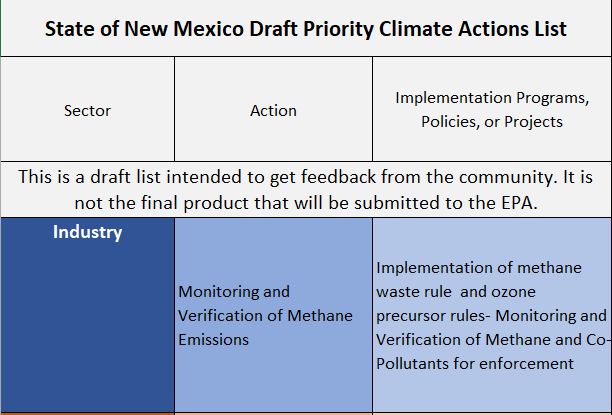 State of New Mexico Draft Priority Climate Actions List
Sector
Action
Implementation Programs,
Policies, or Projects
This is a draft list intended to get feedback from the community. It is
not the final product that will be submitted to the EPA.
Industry
Monitoring and
Verification of Methane
Emissions
Implementation of methane
waste rule  and ozone
precursor rules- Monitoring and
Verification of Methane and Co-
Pollutants for enforcement